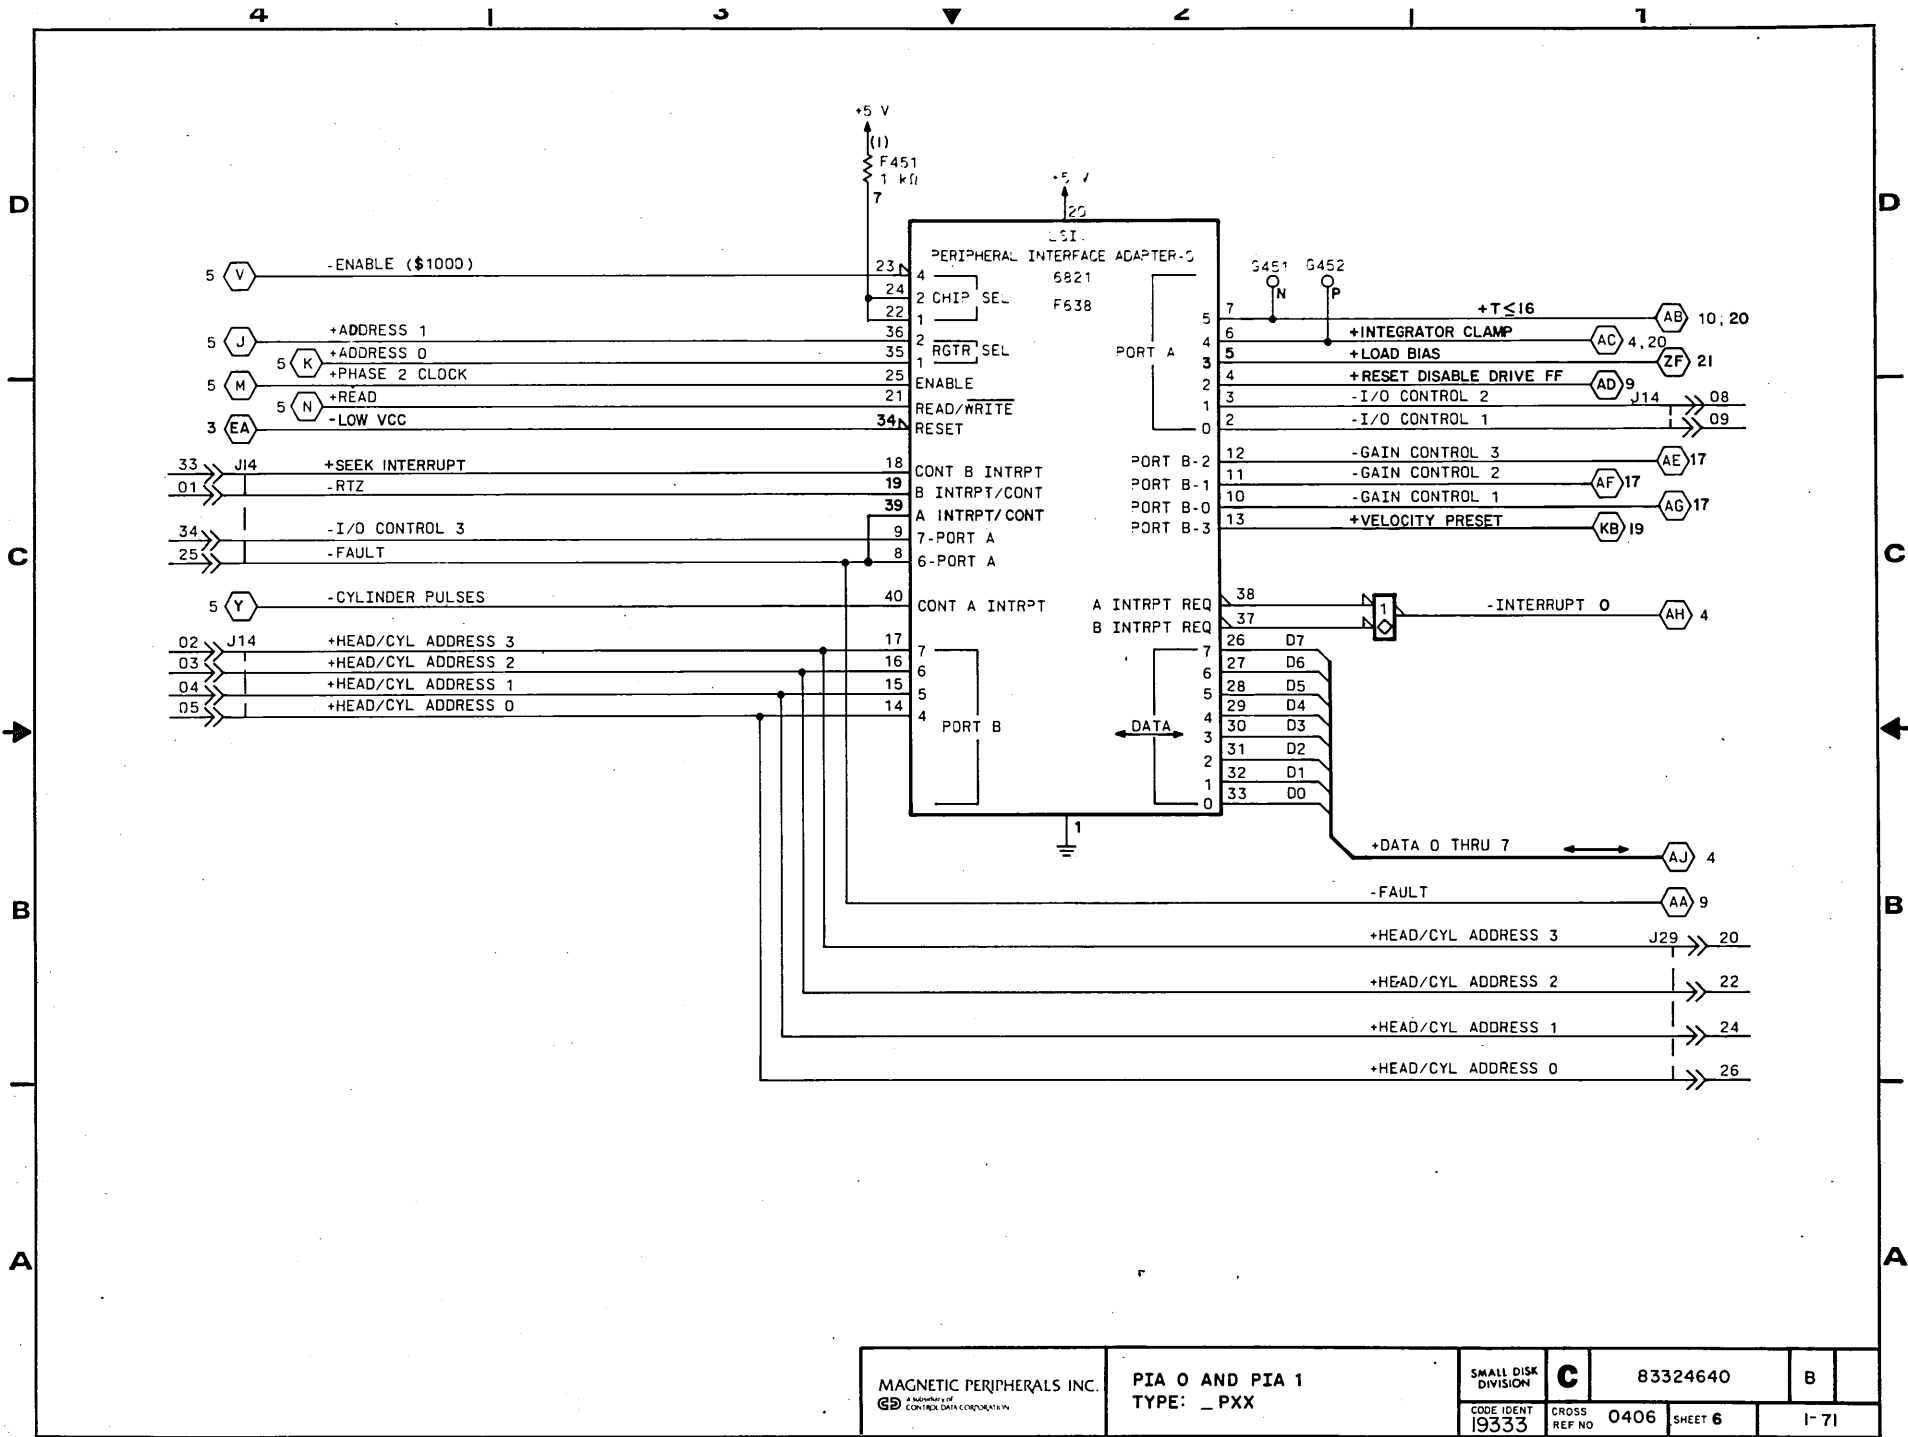 4 3 2 1
+5 V
(1)
F451
1 kΩ
7
+5 V
D D
LSI
PERIPHERAL INTERFACE ADAPTER-
6821
F638
5 V -ENABLE ($1000) 23 4
24 2 CHIP SEL
22 1
5 J +ADDRESS 1 36 2
5 K +ADDRESS 0 35 1 RGTR SEL
5 M +PHASE 2 CLOCK 25 ENABLE
5 N +READ 21 READ/WRITE
3 EA -LOW VCC 34 RESET
33 J14 +SEEK INTERRUPT 18 CONT B INTRPT
01 -RTZ 19 B INTRPT/CONT
39 A INTRPT/CONT
34 -I/O CONTROL 3 9 7-PORT A
25 -FAULT 8 6-PORT A
C C
5 Y -CYLINDER PULSES 40 CONT A INTRPT
02 J14 +HEAD/CYL ADDRESS 3 17 7
03 +HEAD/CYL ADDRESS 2 16 6
04 +HEAD/CYL ADDRESS 1 15 5
05 +HEAD/CYL ADDRESS 0 14 4
PORT B
G451 G452
N P
PORT A
5 7 +T≤16 AB 10,20
4 6 +INTEGRATOR CLAMP AC 4,20
3 5 +LOAD BIAS ZF 21
2 4 +RESET DISABLE DRIVE FF AD 9
1 3 -I/O CONTROL 2 J14 08
0 2 -I/O CONTROL 1 09
PORT B-2 12 -GAIN CONTROL 3 AE 17
PORT B-1 11 -GAIN CONTROL 2 AF 17
PORT B-0 10 -GAIN CONTROL 1 AG 17
PORT B-3 13 +VELOCITY PRESET KB 19
A INTRPT REQ 38 1 -INTERRUPT 0 AH 4
B INTRPT REQ 37
7 26 D7
6 27 D6
5 28 D5
4 29 D4
DATA
3 30 D3
2 31 D2
1 32 D1
0 33 D0
1
+DATA 0 THRU 7 AJ 4
-FAULT AA 9
B B
+HEAD/CYL ADDRESS 3 J29 20
+HEAD/CYL ADDRESS 2 22
+HEAD/CYL ADDRESS 1 24
+HEAD/CYL ADDRESS 0 26
A A
MAGNETIC PERIPHERALS INC.
a subsidiary of
CONTROL DATA CORPORATION
PIA 0 AND PIA 1
TYPE: _ PXX
SMALL DISK
DIVISION
C
83324640
B
CODE IDENT
19333
CROSS
REF NO
0406
SHEET 6
1-71